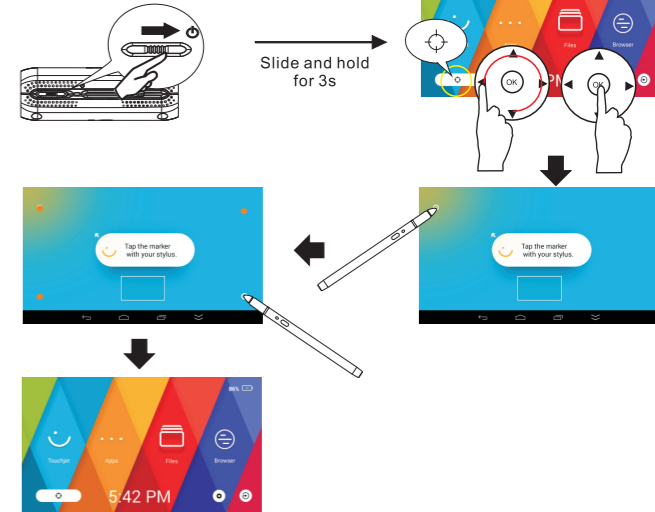 Slide and hold
for 3s
Files
Browser
OK
OK
PM
Tap the marker
with your stylus.
Tap the marker
with your stylus.
86%
Touchjet
Apps
Files
Browser
5:42 PM